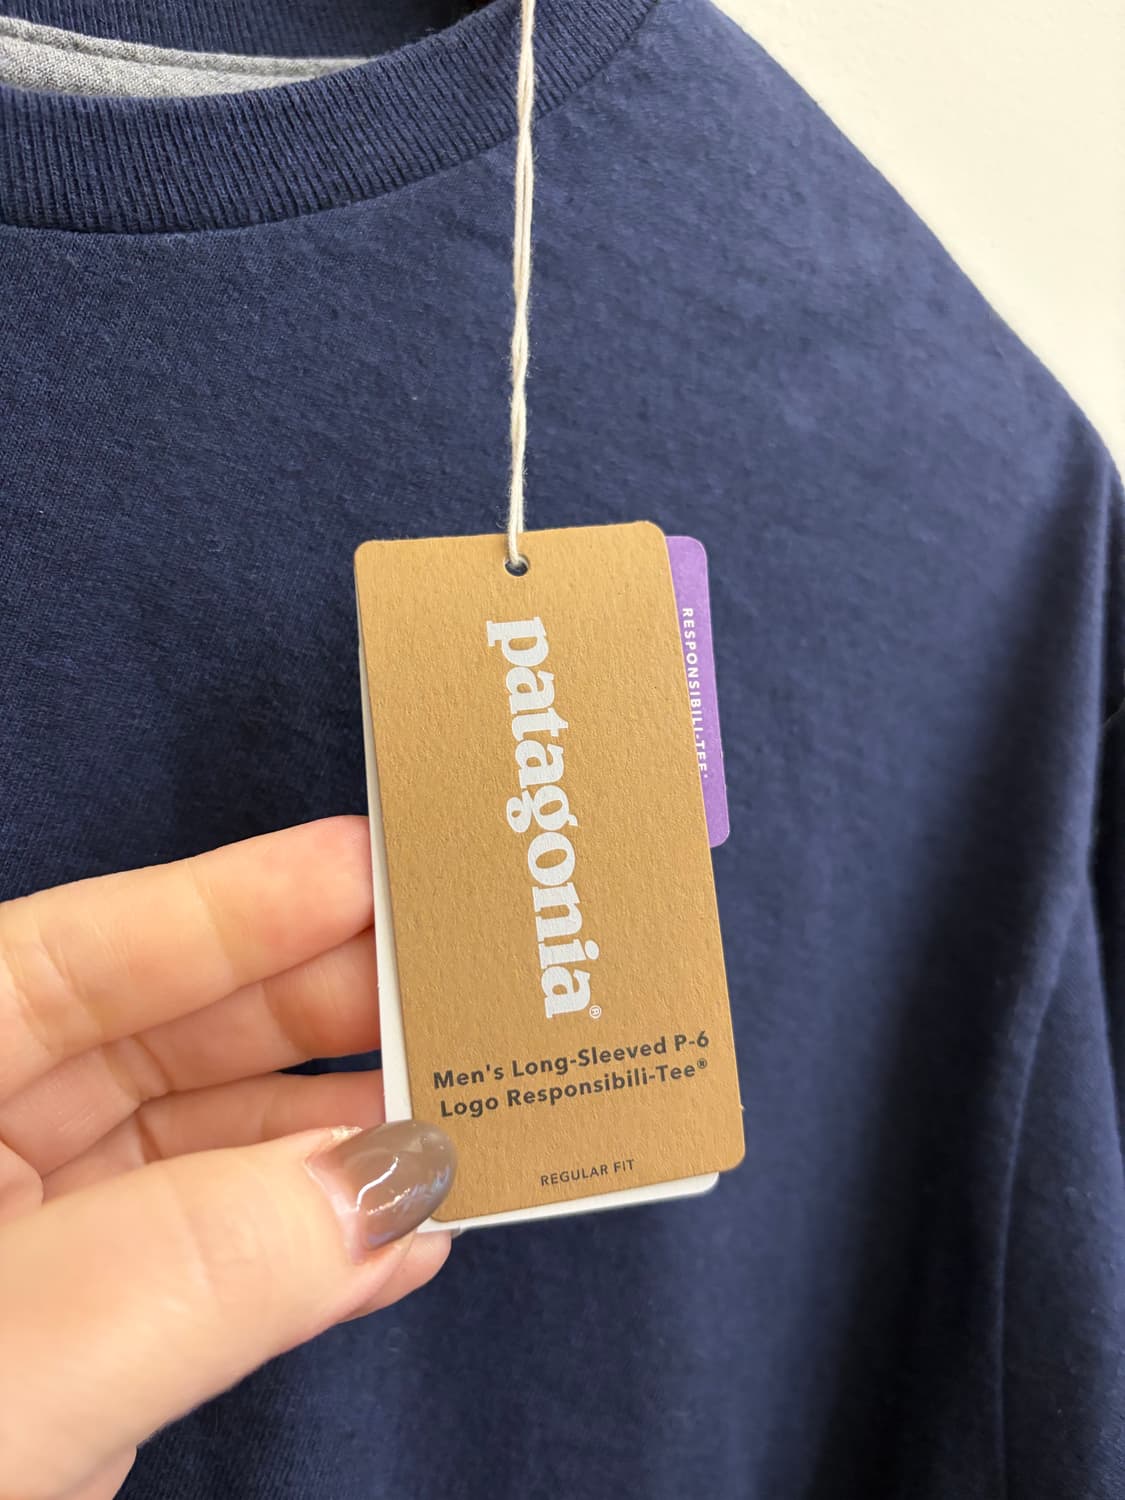 patagonia®
Men's Long-Sleeved P-6
Logo Responsibili-Tee®
REGULAR FIT
RESPONSIBILI-TEE®